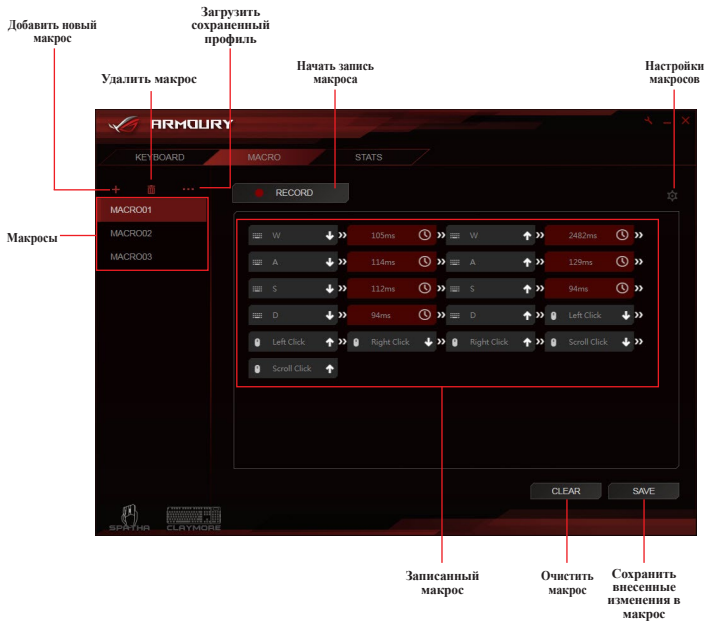 Добавить новый
макрос
Загрузить
сохраненный
профиль
Удалить макрос
Начать запись
макроса
Настройки
макросов
ARMOURY
KEYBOARD
MACRO
STATS
RECORD
Макросы
MACRO01
MACRO02
MACRO03
W
105ms
W
2482ms
A
114ms
A
129ms
S
112ms
S
94ms
D
94ms
D
Left Click
Left Click
Right Click
Right Click
Scroll Click
Scroll Click
CLEAR
SAVE
SPATHA
CLAYMORE
Записанный
макрос
Очистить
макрос
Сохранить
внесенные
изменения в
макрос